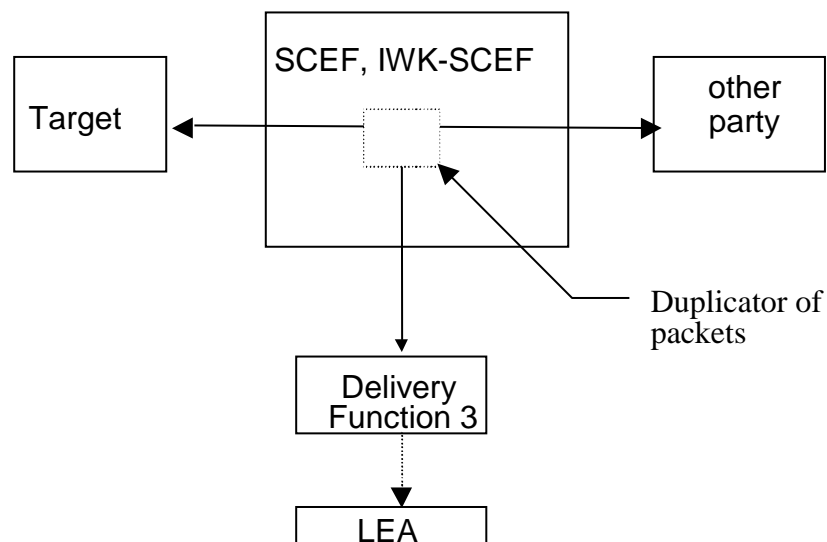 SCEF, IWK-SCEF
Target
other
party
Duplicator of
packets
Delivery
Function 3
LEA